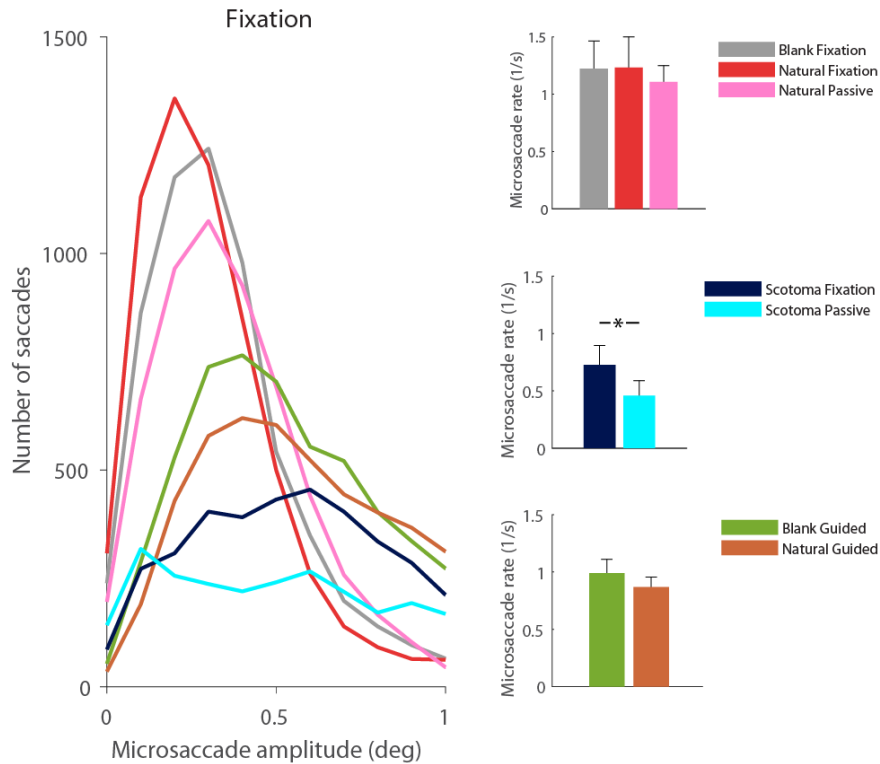 Fixation
1500
1000
500
0
Number of saccades
0
0.5
1
Microsaccade amplitude (deg)
1.5
1
0.5
0
Microsaccade rate (1/s)
Blank Fixation
Natural Fixation
Natural Passive
1.5
1
0.5
0
Microsaccade rate (1/s)
*
Scotoma Fixation
Scotoma Passive
1.5
1
0.5
0
Microsaccade rate (1/s)
Blank Guided
Natural Guided